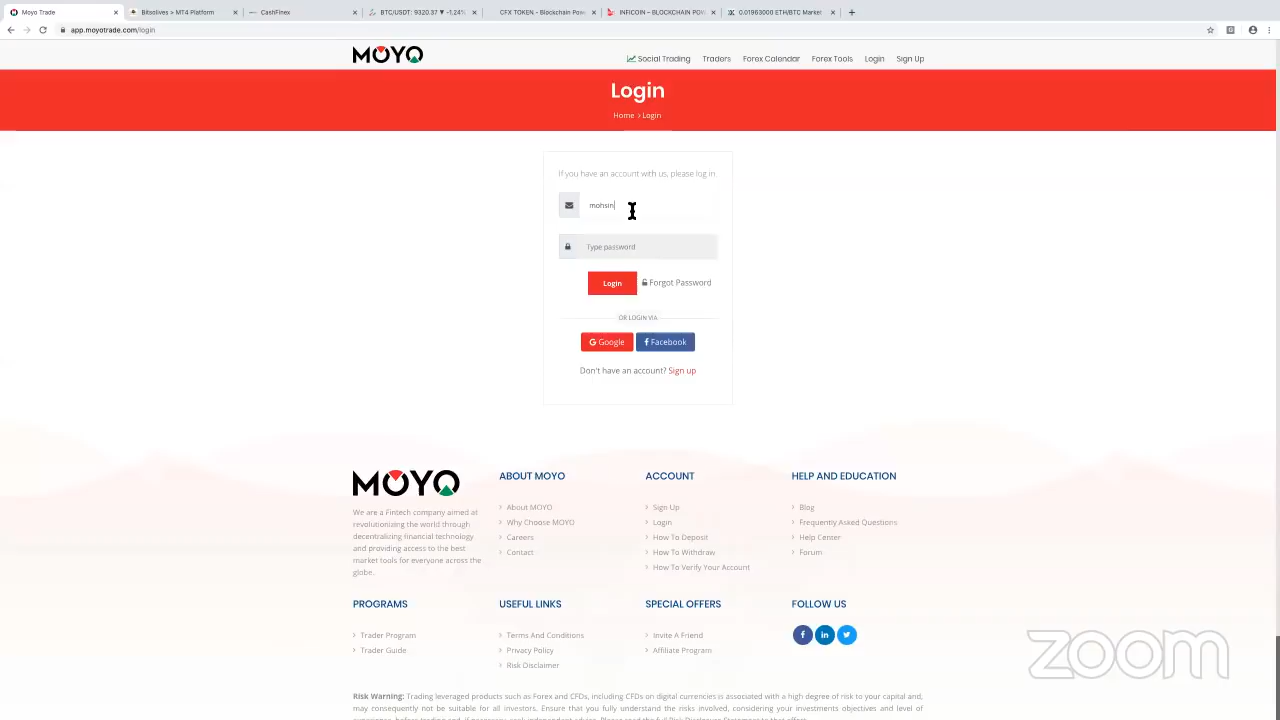 Moyo Trade
Bitsolives > MT4 Platform
CashFinex
BTC/USDT: 9320.37 ▼ -1.24%
CFX TOKEN - Blockchain Pow
INFICOIN – BLOCKCHAIN POW
0.01963000 ETH/BTC Market
app.moyotrade.com/login
MOYO
Social Trading Traders Forex Calendar Forex Tools Login Sign Up
Login
Home > Login
If you have an account with us, please log in
mohsin
Type password
Login Forgot Password
OR LOGIN VIA
Google Facebook
Don't have an account? Sign up
MOYO
We are a Fintech company aimed at
revolutionizing the world through
decentralizing financial technology
and providing access to the best
market tools for everyone across the
globe.
ABOUT MOYO
About MOYO
Why Choose MOYO
Careers
Contact
ACCOUNT
Sign Up
Login
How To Deposit
How To Withdraw
How To Verify Your Account
HELP AND EDUCATION
Blog
Frequently Asked Questions
Help Center
Forum
PROGRAMS
Trader Program
Trader Guide
USEFUL LINKS
Terms And Conditions
Privacy Policy
Risk Disclaimer
SPECIAL OFFERS
Invite A Friend
Affiliate Program
FOLLOW US
zoom
Risk Warning: Trading leveraged products such as Forex and CFDs, including CFDs on digital currencies is associated with a high degree of risk to your capital and,
may consequently not be suitable for all investors. Ensure that you fully understand the risks involved, considering your investments objectives and level of